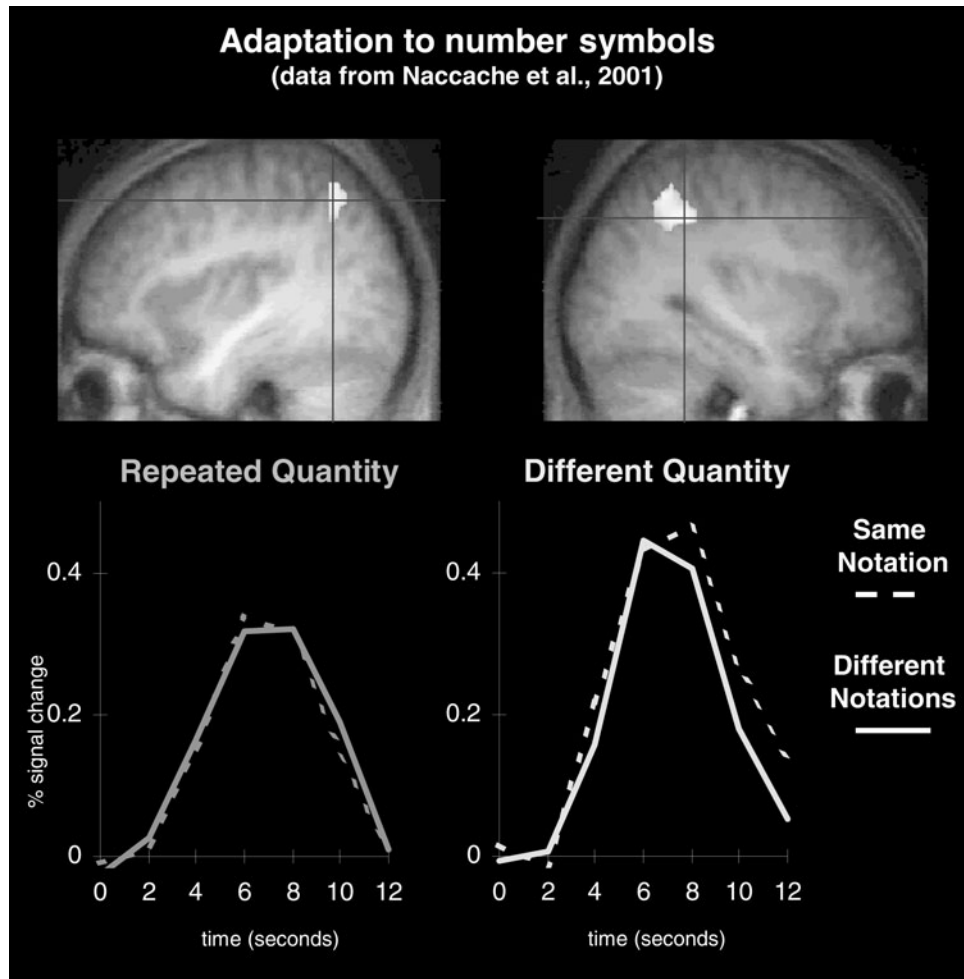 Adaptation to number symbols
(data from Naccache et al., 2001)
Repeated Quantity
Different Quantity
Same
Notation
Different
Notations
% signal change
0.4
0.2
0
0 2 4 6 8 10 12
time (seconds)
0.4
0.2
0
0 2 4 6 8 10 12
time (seconds)